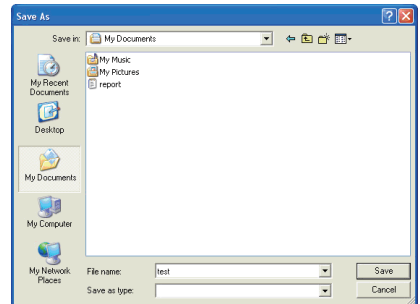 Save As
Save in: My Documents
My Recent
Documents
Desktop
My Documents
My Computer
My Network
Places
My Music
My Pictures
report
File name: test Save
Save as type: Cancel